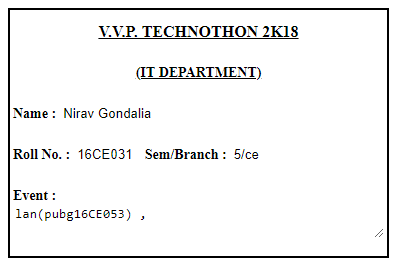 V.V.P. TECHNOTHON 2K18
(IT DEPARTMENT)
Name : Nirav Gondalia
Roll No. : 16CE031 Sem/Branch : 5/ce
Event :
lan(pubg16CE053) ,